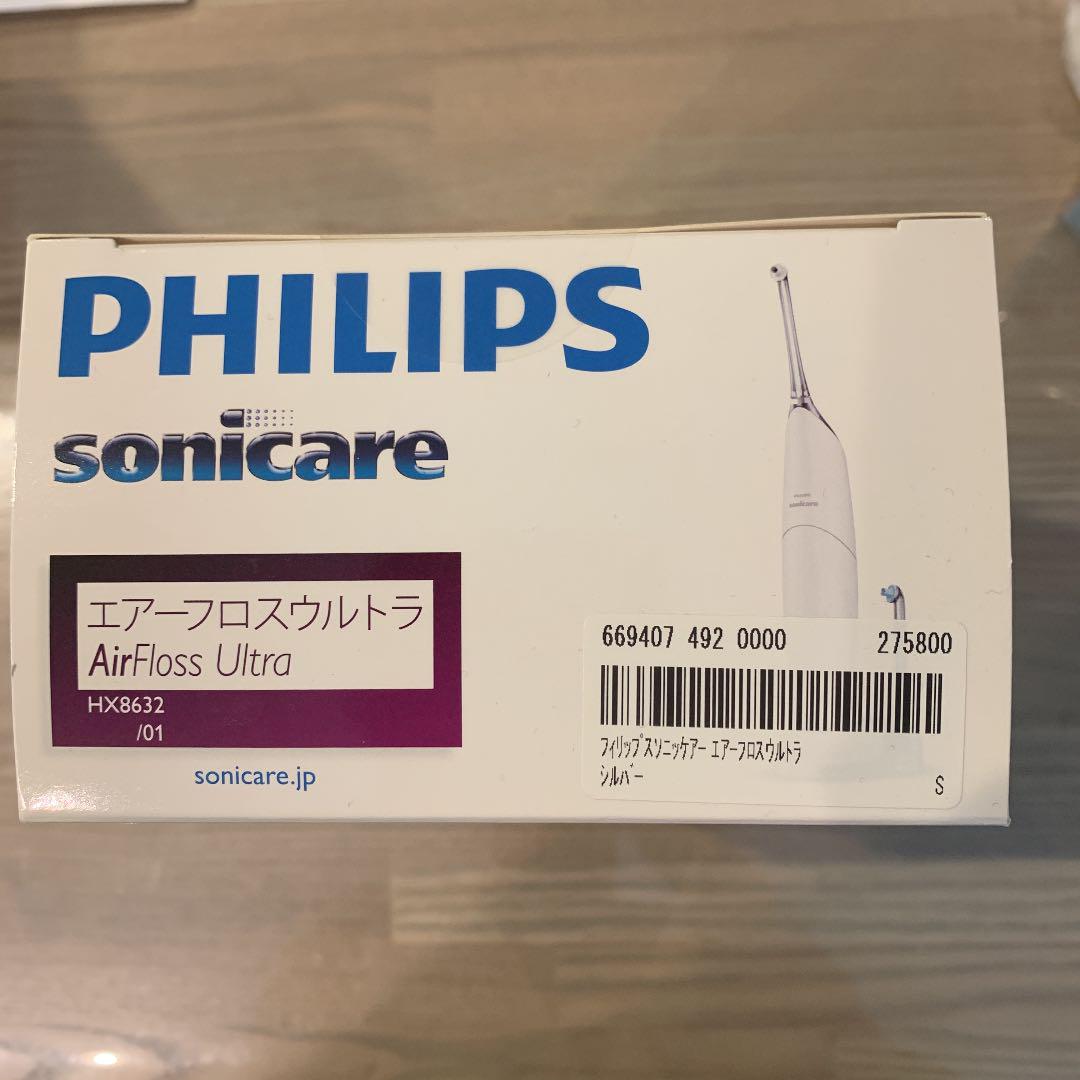 PHILIPS
sonicare
エアーフロスウルトラ
AirFloss Ultra
HX8632
/01
sonicare.jp
sonicare
669407 492 0000 275800
フィリップスソニッケアー エアーフロスウルトラ
シルバー S